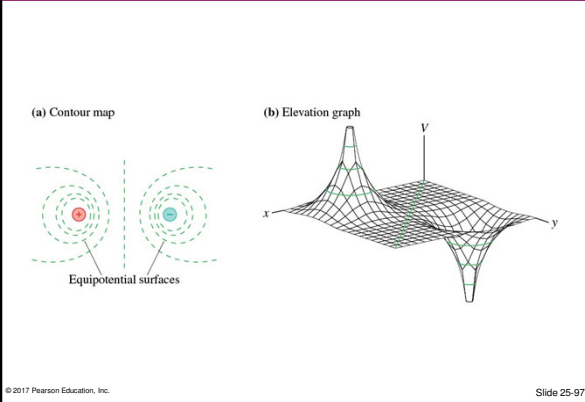 (a) Contour map
(b) Elevation graph
V
x
y
+
−
Equipotential surfaces
© 2017 Pearson Education, Inc.
Slide 25-97